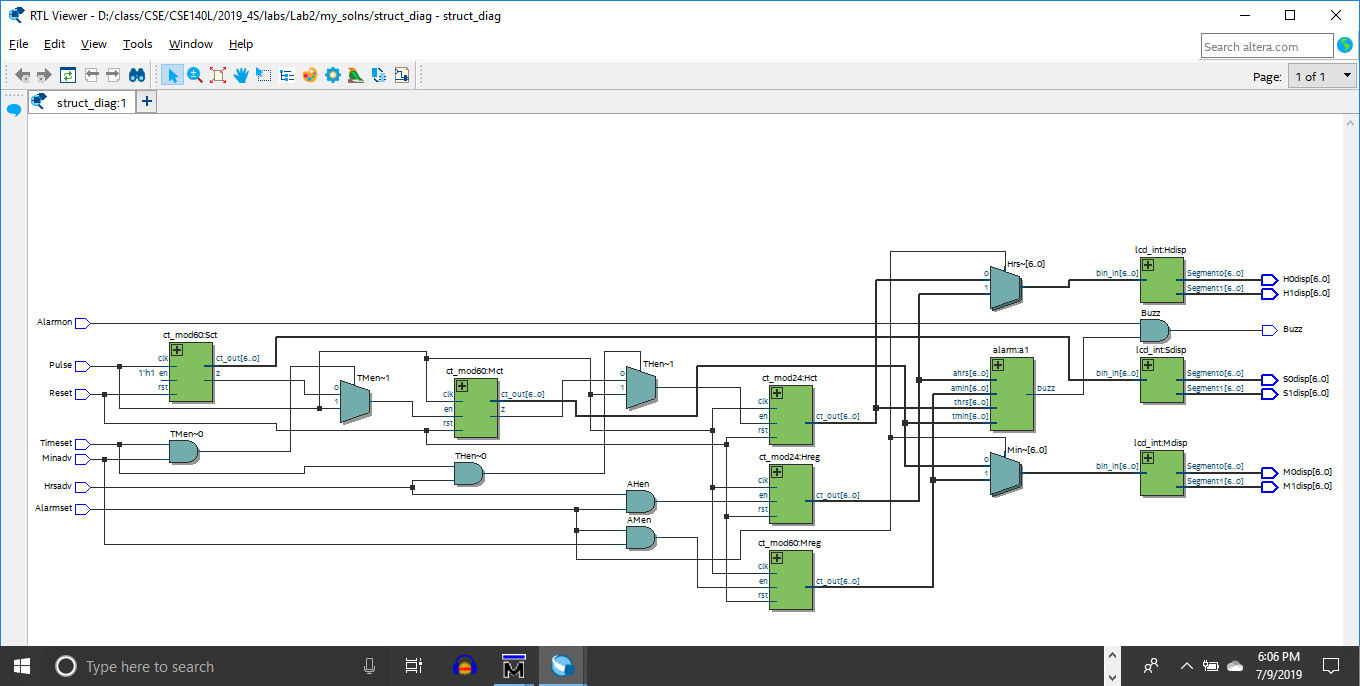 RTL Viewer - D:/class/CSE/CSE140L/2019_4S/labs/Lab2/my_solns/struct_diag - struct_diag
File Edit View Tools Window Help
Search altera.com
Page: 1 of 1
struct_diag:1
lcd_int:Hdisp
Hrs~[6..0]
0
1
bin_in[6..0]
Segment0[6..0]
Segment1[6..0]
H0disp[6..0]
H1disp[6..0]
Alarmon
Buzz
Buzz
ct_mod60:Sct
clk
1'h1 en
rst
ct_out[6..0]
z
Pulse
Reset
TMen~1
0
1
ct_mod60:Mct
clk
en
rst
ct_out[6..0]
z
THen~1
0
1
ct_mod24:Hct
clk
en
rst
ct_out[6..0]
alarm:a1
ahrs[6..0]
amin[6..0]
thrs[6..0]
tmin[6..0]
buzz
lcd_int:Sdisp
bin_in[6..0]
Segment0[6..0]
Segment1[6..0]
S0disp[6..0]
S1disp[6..0]
Timeset
Minadv
TMen~0
Hrsadv
Alarmset
THen~0
AHen
AMen
ct_mod24:Hreg
clk
en
rst
ct_out[6..0]
Min~[6..0]
0
1
lcd_int:Mdisp
bin_in[6..0]
Segment0[6..0]
Segment1[6..0]
M0disp[6..0]
M1disp[6..0]
ct_mod60:Mreg
clk
en
rst
ct_out[6..0]
Type here to search
M
6:06 PM
7/9/2019